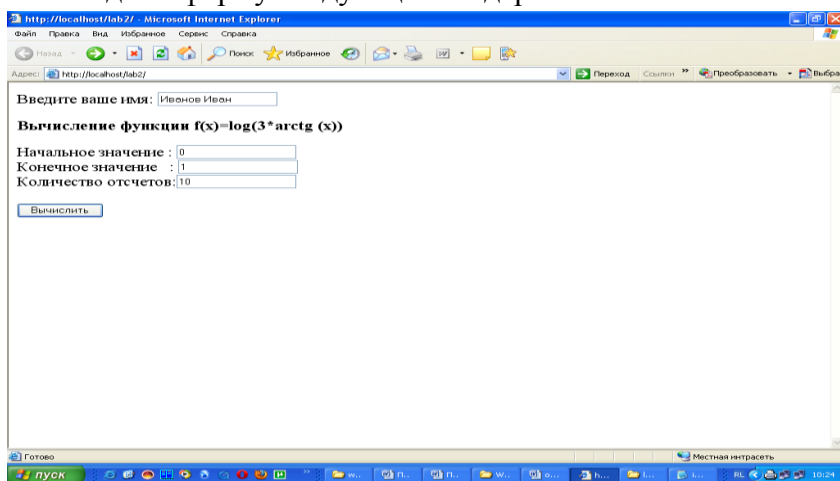 http://localhost/lab2/ - Microsoft Internet Explorer
Файл Правка Вид Избранное Сервис Справка
Назад Поиск Избранное
Адрес: http://localhost/lab2/ Переход Ссылки » Преобразовать
Введите ваше имя: Иванов Иван
Вычисление функции f(x)=log(3*arctg (x))
Начальное значение : 0
Конечное значение : 1
Количество отсчетов: 10
Вычислить
Готово Местная интрасеть
пуск » w... п... п... w... о... h... l... i... RL 10:24